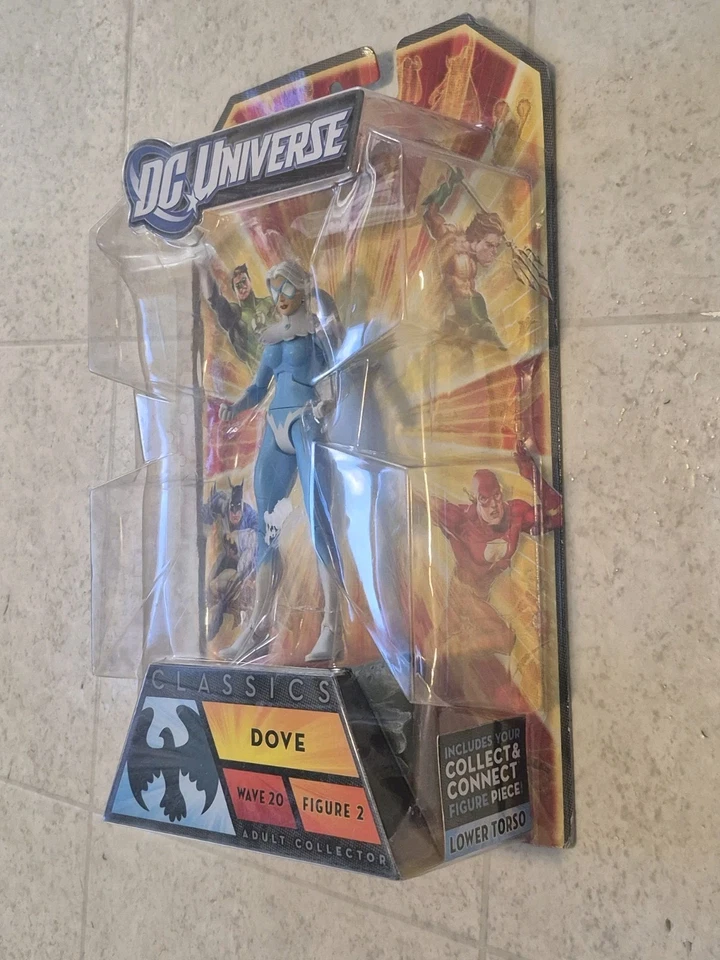 DC UNIVERSE
CLASSICS
DOVE
WAVE 20
FIGURE 2
ADULT COLLECTOR
INCLUDES YOUR
COLLECT &
CONNECT
FIGURE PIECE!
LOWER TORSO